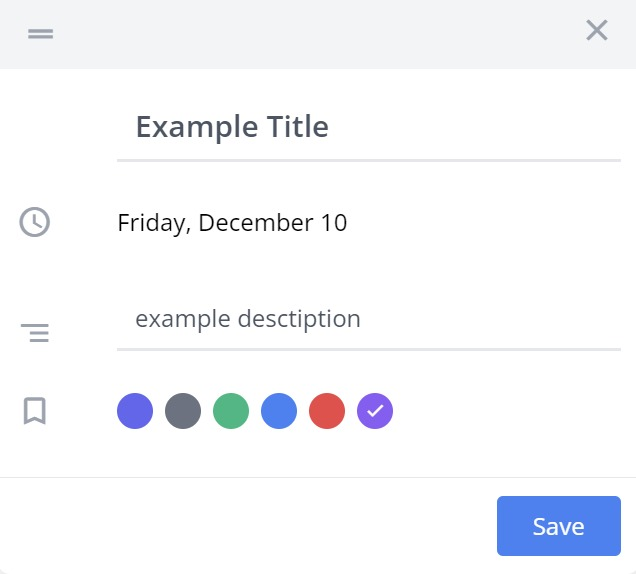 Example Title
Friday, December 10
example desctiption
Save